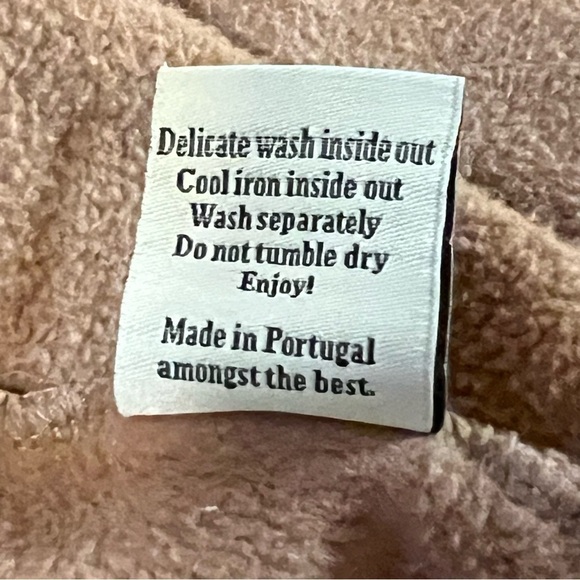 Delicate wash inside out
Cool iron inside out
Wash separately
Do not tumble dry
Enjoy!
Made in Portugal
amongst the best.